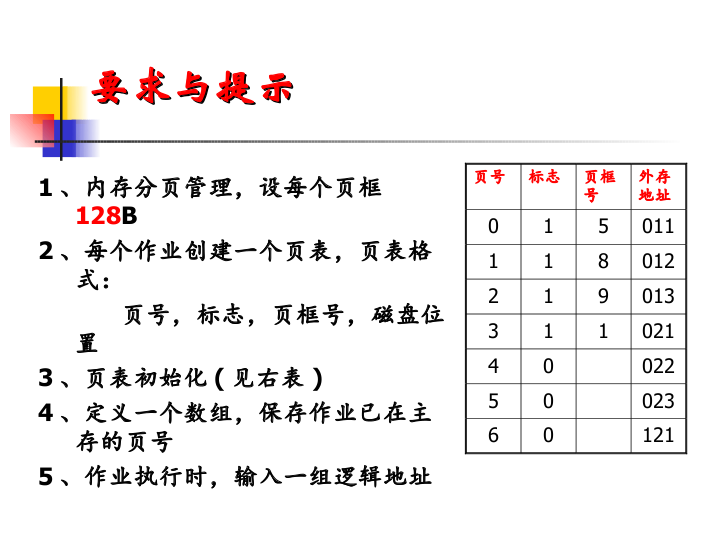 要求与提示
1、内存分页管理，设每个页框
128B
2、每个作业创建一个页表，页表格
式：
页号，标志，页框号，磁盘位
置
3、页表初始化(见右表)
4、定义一个数组，保存作业已在主
存的页号
5、作业执行时，输入一组逻辑地址
页号 标志 页框 外存
号 地址
0 1 5 011
1 1 8 012
2 1 9 013
3 1 1 021
4 0 022
5 0 023
6 0 121